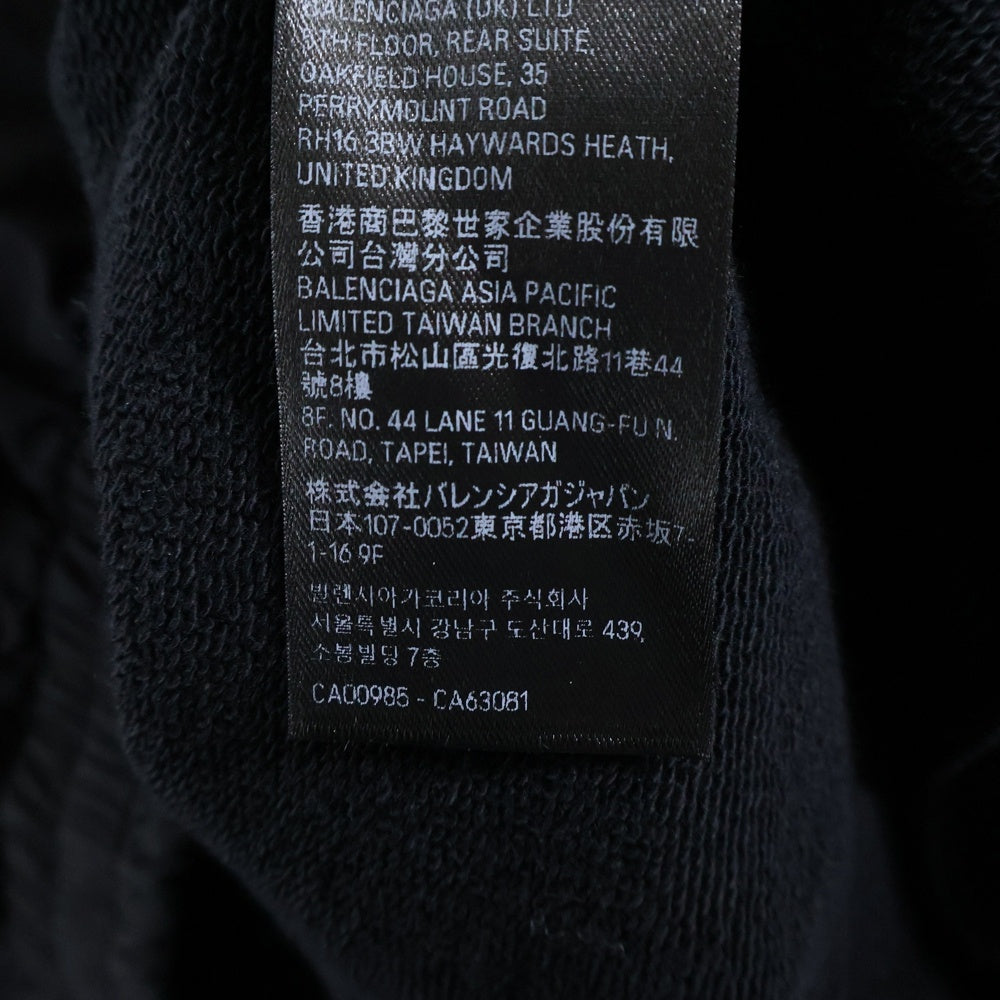 BALENCIAGA (UK) LTD
5TH FLOOR, REAR SUITE,
OAKFIELD HOUSE, 35
PERRYMOUNT ROAD
RH16 3BW HAYWARDS HEATH,
UNITED KINGDOM
香港商巴黎世家企業股份有限
公司台灣分公司
BALENCIAGA ASIA PACIFIC
LIMITED TAIWAN BRANCH
台北市松山區光復北路11巷44
號8樓
8F. NO. 44 LANE 11 GUANG-FU N.
ROAD, TAPEI, TAIWAN
株式会社バレンシアガジャパン
日本107-0052東京都港区赤坂7-
1-16 9F
발렌시아가코리아 주식회사
서울특별시 강남구 도산대로 439,
소봉빌딩 7층
CA00985 - CA63081